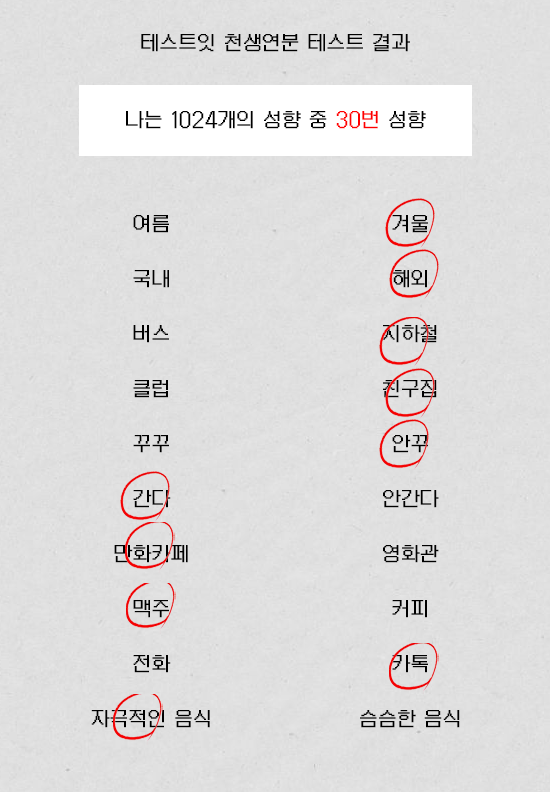 테스트잇 천생연분 테스트 결과
나는 1024개의 성향 중 30번 성향
여름 겨울
국내 해외
버스 지하철
클럽 친구집
꾸꾸 안꾸
간다 안간다
만화카페 영화관
맥주 커피
전화 카톡
자극적인 음식 슴슴한 음식